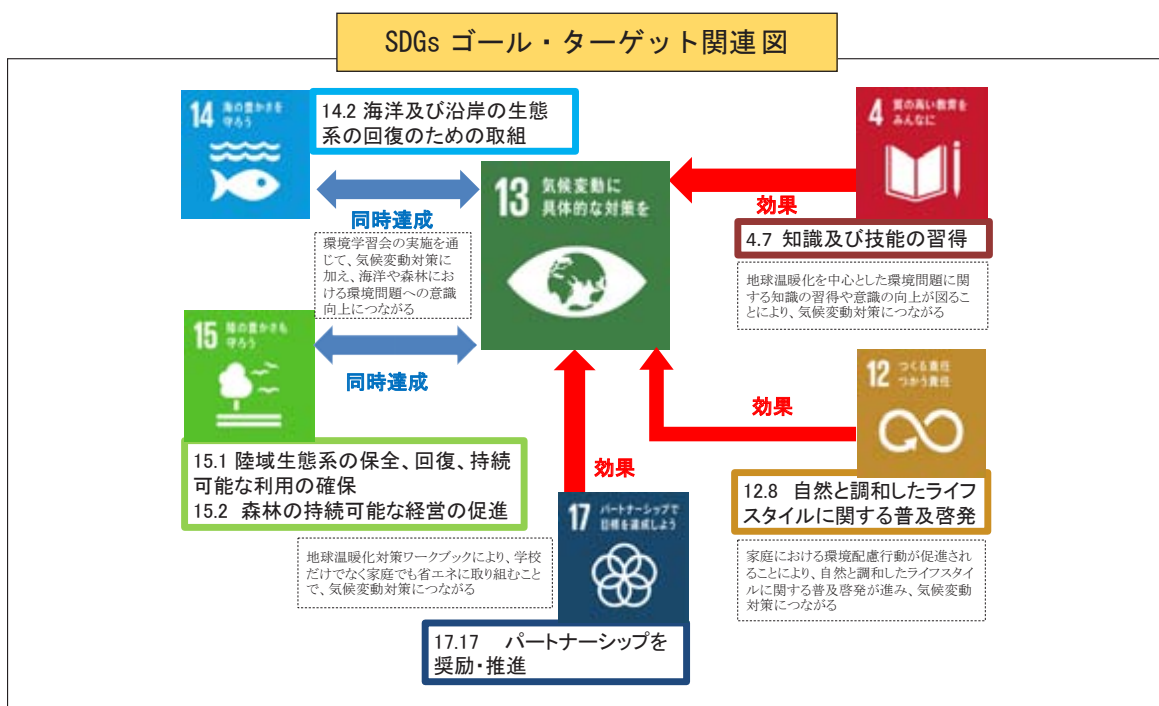 SDGs ゴール・ターゲット関連図
14 海の豊かさを
守ろう
14.2 海洋及び沿岸の生態
系の回復のための取組
4 質の高い教育を
みんなに
13 気候変動に
具体的な対策を
同時達成
効果
4.7 知識及び技能の習得
環境学習会の実施を通
じて、気候変動対策に
加え、海洋や森林にお
ける環境問題への意識
向上につながる
地球温暖化を中心とした環境問題に関
する知識の習得や意識の向上が図るこ
とにより、気候変動対策につながる
15 陸の豊かさも
守ろう
同時達成
12 つくる責任
つかう責任
効果
15.1 陸域生態系の保全、回復、持続
可能な利用の確保
15.2 森林の持続可能な経営の促進
効果
12.8 自然と調和したライフ
スタイルに関する普及啓発
17 パートナーシップで
目標を達成しよう
地球温暖化対策ワークブックにより、学校
だけでなく家庭でも省エネに取り組むこと
で、気候変動対策につながる
家庭における環境配慮行動が促進され
ることにより、自然と調和したライフスタイ
ルに関する普及啓発が進み、気候変動
対策につながる
17.17 パートナーシップを
奨励・推進